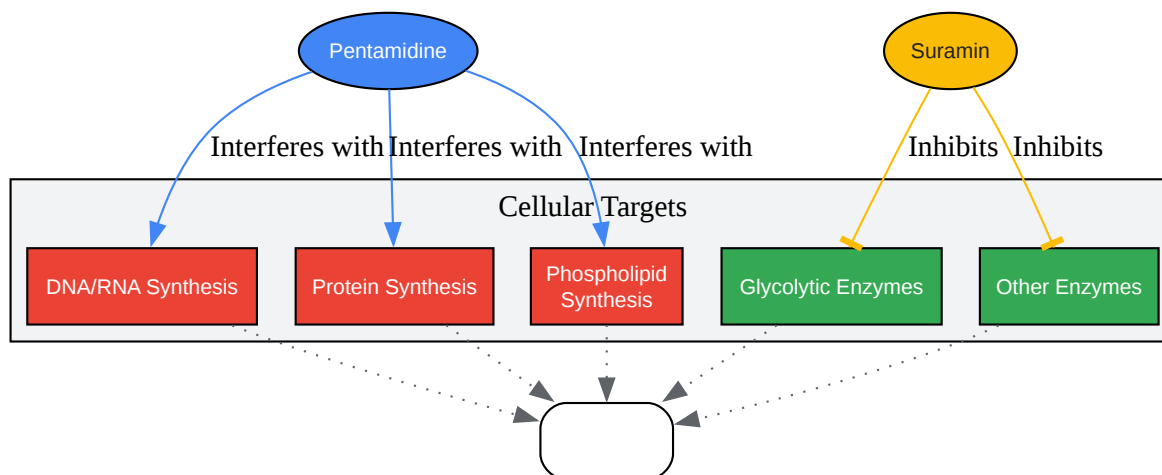 Pentamidine
Suramin
Interferes with
Interferes with
Interferes with
Inhibits
Inhibits
Cellular Targets
DNA/RNA Synthesis
Protein Synthesis
Phospholipid
Synthesis
Glycolytic Enzymes
Other Enzymes